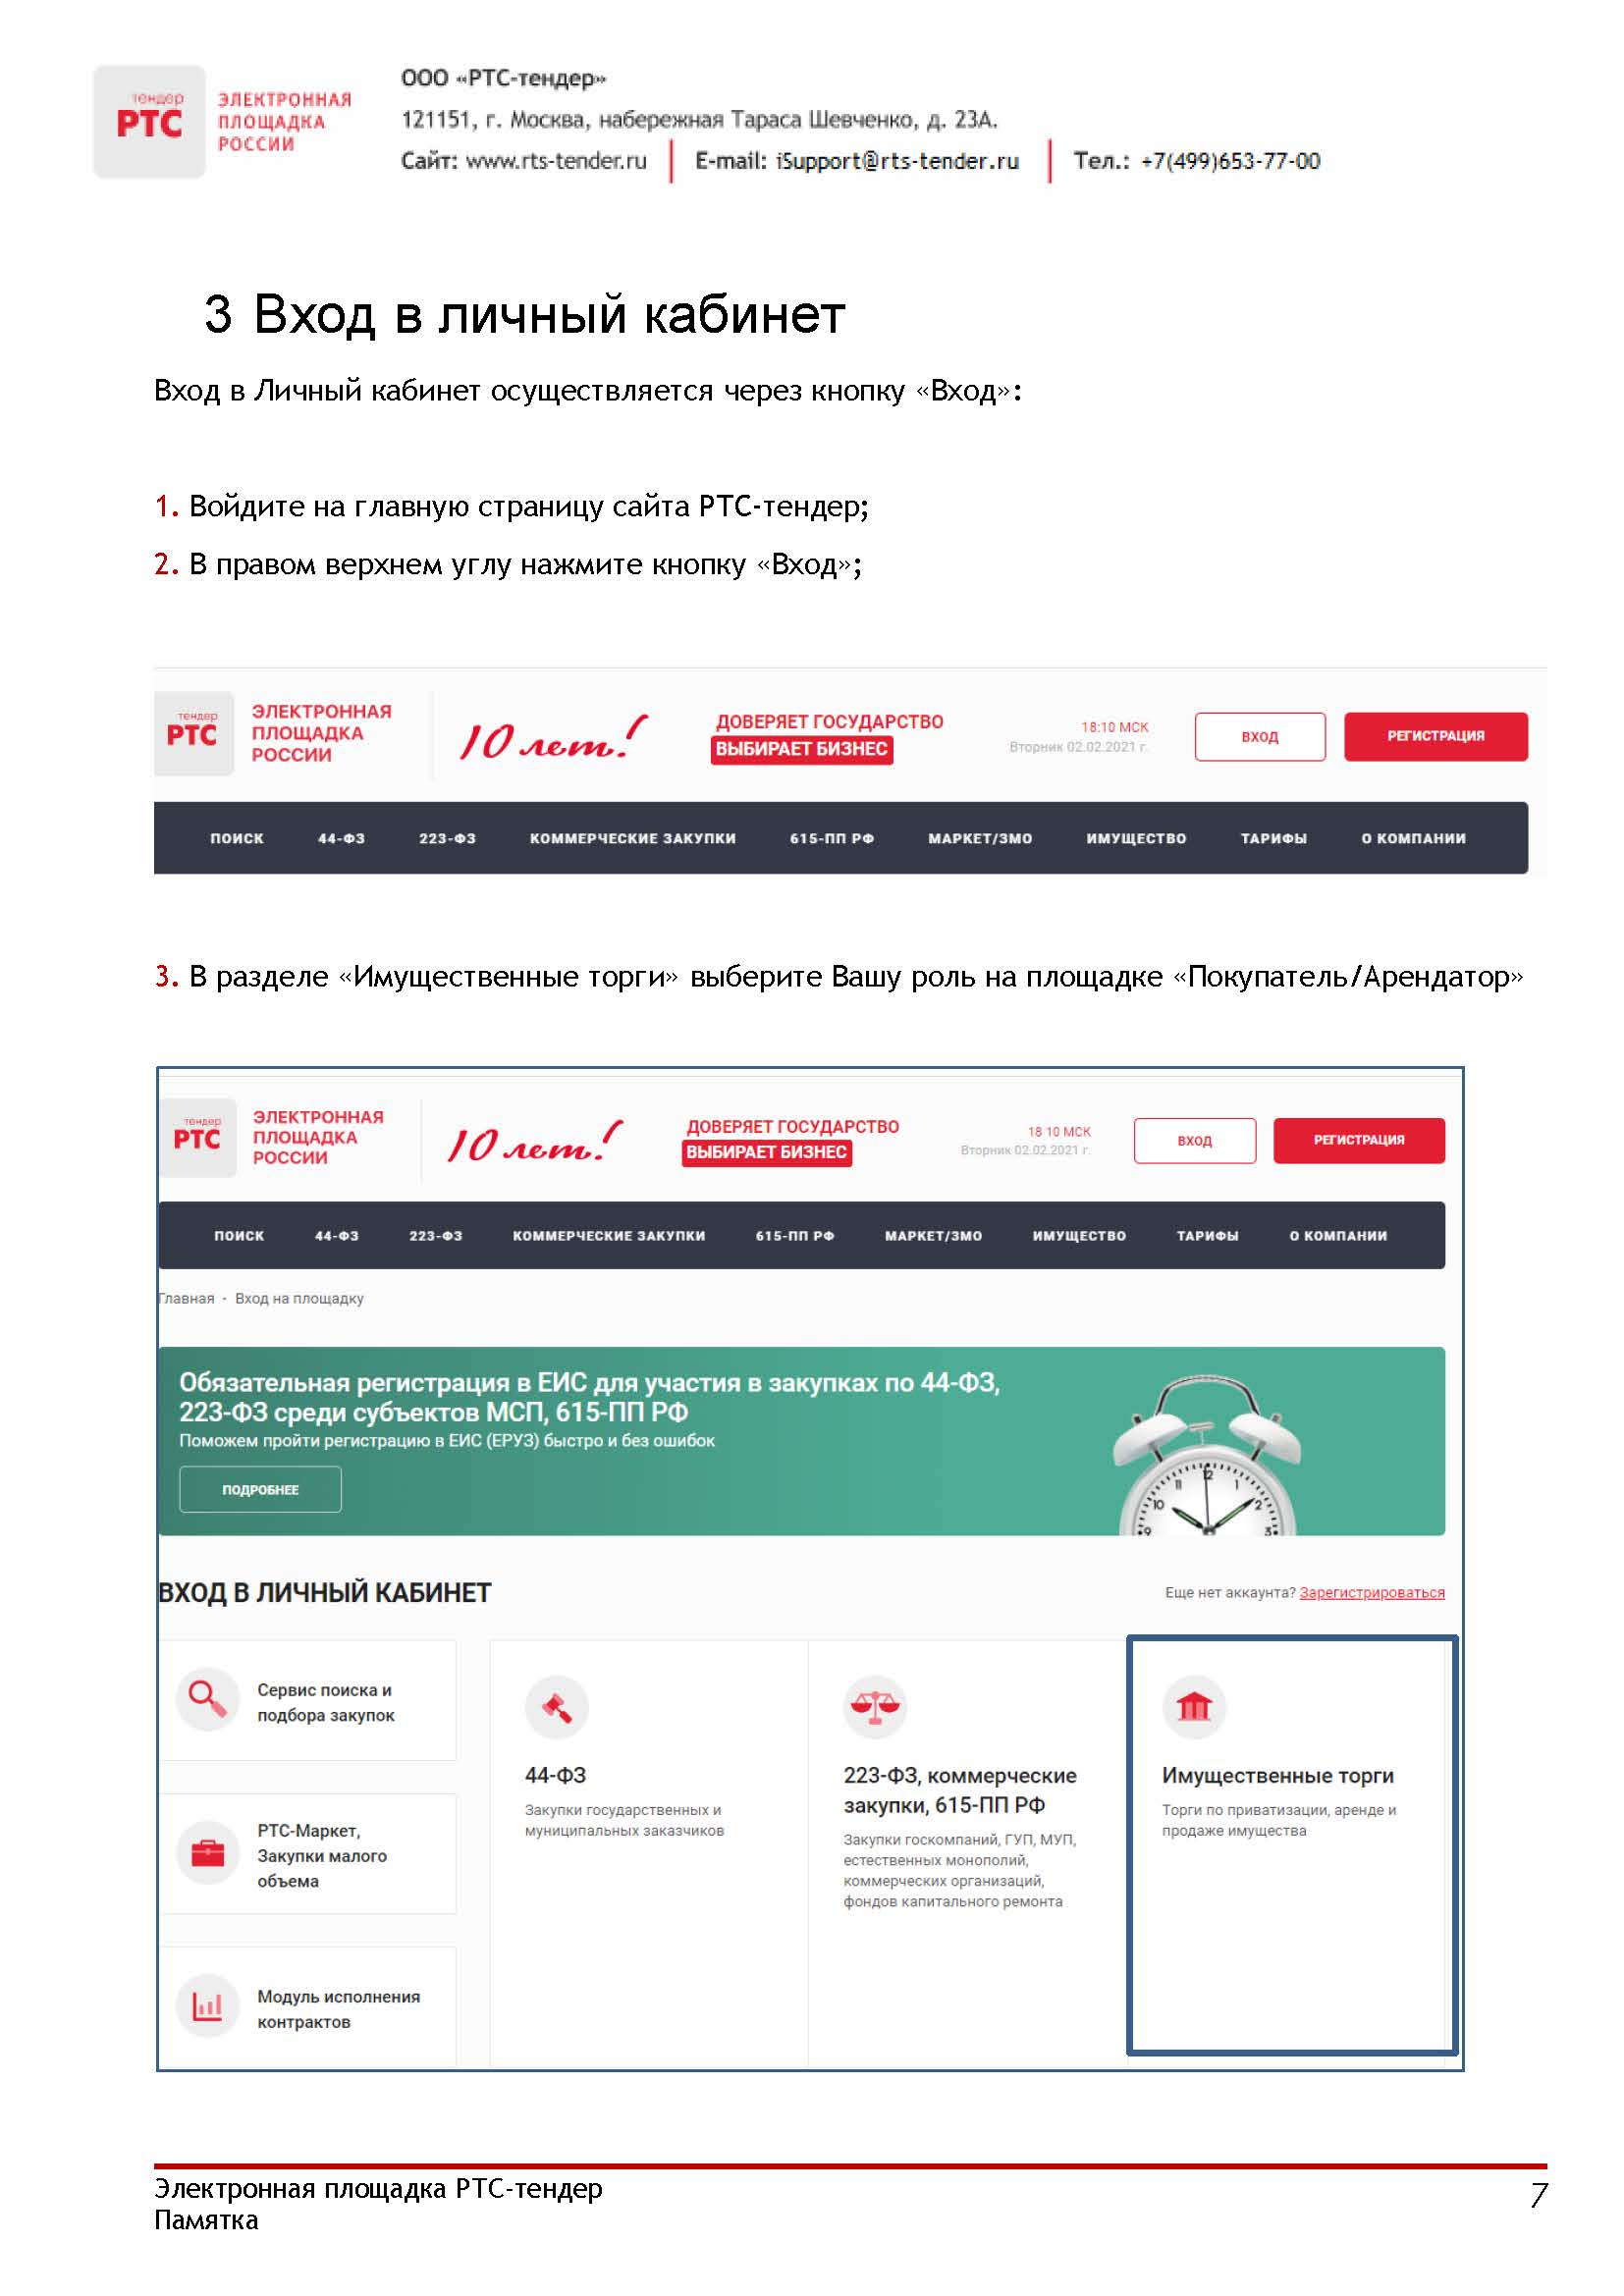 тендер
РТС
ЭЛЕКТРОННАЯ
ПЛОЩАДКА
РОССИИ
ООО «РТС-тендер»
121151, г. Москва, набережная Тараса Шевченко, д. 23А.
Сайт: www.rts-tender.ru E-mail: iSupport@rts-tender.ru Тел.: +7(499)653-77-00
3 Вход в личный кабинет
Вход в Личный кабинет осуществляется через кнопку «Вход»:
1. Войдите на главную страницу сайта РТС-тендер;
2. В правом верхнем углу нажмите кнопку «Вход»;
тендер
РТС
ЭЛЕКТРОННАЯ
ПЛОЩАДКА
РОССИИ
10 лет!
ДОВЕРЯЕТ ГОСУДАРСТВО
ВЫБИРАЕТ БИЗНЕС
18:10 МСК
Вторник 02.02.2021 г.
ВХОД
РЕГИСТРАЦИЯ
ПОИСК 44-ФЗ 223-ФЗ КОММЕРЧЕСКИЕ ЗАКУПКИ 615-ПП РФ МАРКЕТ/ЗМО ИМУЩЕСТВО ТАРИФЫ О КОМПАНИИ
3. В разделе «Имущественные торги» выберите Вашу роль на площадке «Покупатель/Арендатор»
тендер
РТС
ЭЛЕКТРОННАЯ
ПЛОЩАДКА
РОССИИ
10 лет!
ДОВЕРЯЕТ ГОСУДАРСТВО
ВЫБИРАЕТ БИЗНЕС
18 10 МСК
Вторник 02.02.2021 г.
ВХОД
РЕГИСТРАЦИЯ
ПОИСК 44-ФЗ 223-ФЗ КОММЕРЧЕСКИЕ ЗАКУПКИ 615-ПП РФ МАРКЕТ/ЗМО ИМУЩЕСТВО ТАРИФЫ О КОМПАНИИ
Главная · Вход на площадку
Обязательная регистрация в ЕИС для участия в закупках по 44-ФЗ,
223-ФЗ среди субъектов МСП, 615-ПП РФ
Поможем пройти регистрацию в ЕИС (ЕРУЗ) быстро и без ошибок
ПОДРОБНЕЕ
11 12 1
10 2
9 3
ВХОД В ЛИЧНЫЙ КАБИНЕТ
Еще нет аккаунта? Зарегистрироваться
Сервис поиска и
подбора закупок
РТС-Маркет,
Закупки малого
объема
Модуль исполнения
контрактов
44-ФЗ
Закупки государственных и
муниципальных заказчиков
223-ФЗ, коммерческие
закупки, 615-ПП РФ
Закупки госкомпаний, ГУП, МУП,
естественных монополий,
коммерческих организаций,
фондов капитального ремонта
Имущественные торги
Торги по приватизации, аренде и
продаже имущества
Электронная площадка РТС-тендер
Памятка
7